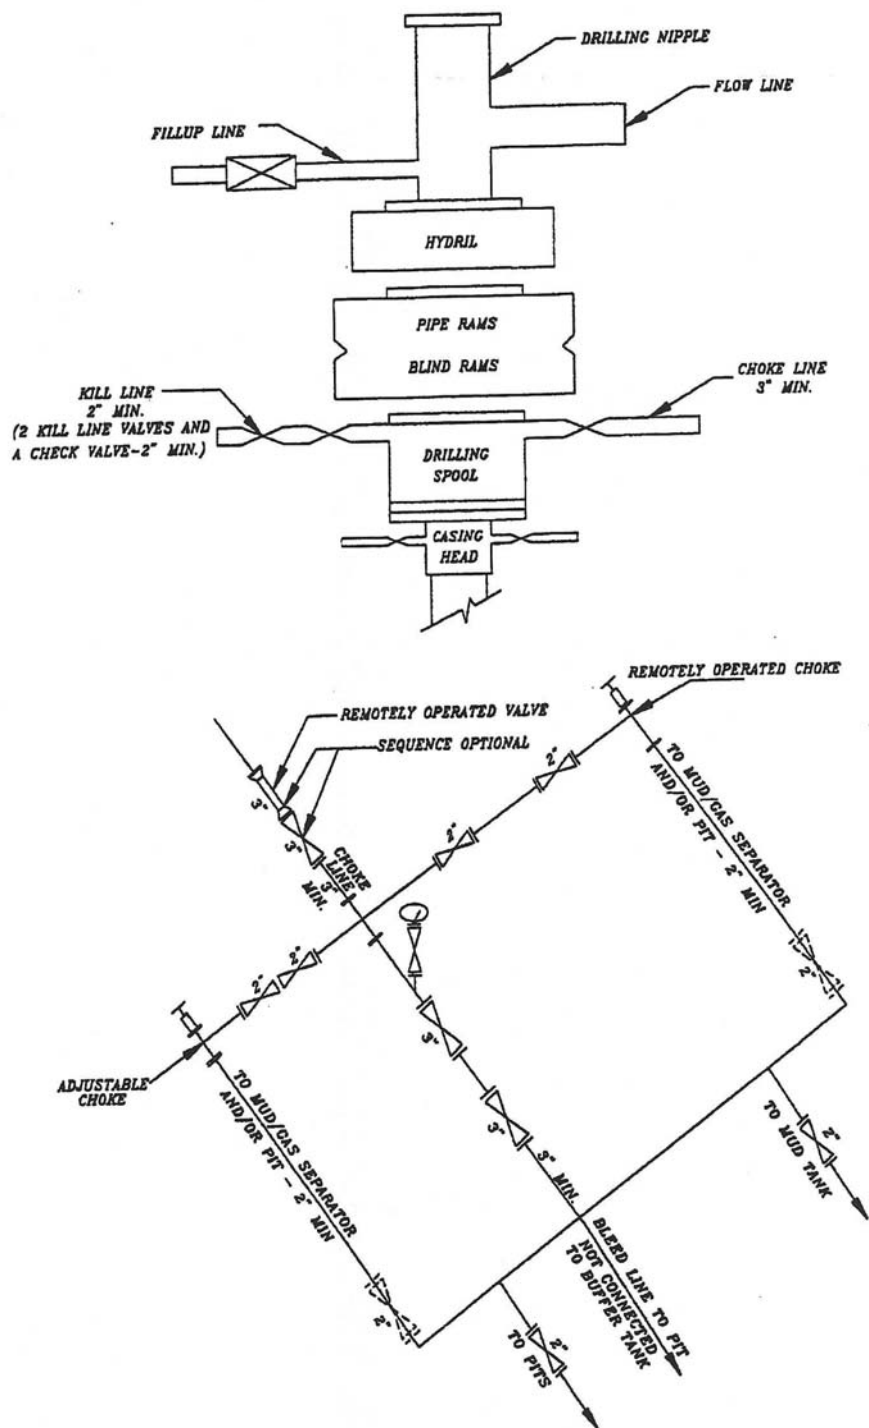 DRILLING NIPPLE
FLOW LINE
FILLUP LINE
HYDRIL
PIPE RAMS
BLIND RAMS
CHOKE LINE
3" MIN.
KILL LINE
2" MIN.
(2 KILL LINE VALVES AND
A CHECK VALVE-2" MIN.)
DRILLING
SPOOL
CASING
HEAD
REMOTELY OPERATED CHOKE
REMOTELY OPERATED VALVE
SEQUENCE OPTIONAL
3"
3"
CHOKE
LINE
3"
MIN.
2"
2"
TO MUD/GAS SEPARATOR
AND/OR PIT - 2" MIN
2"
2"
2"
ADJUSTABLE
CHOKE
TO MUD/GAS SEPARATOR
AND/OR PIT - 2" MIN
2"
3"
3"
3" MIN.
BLEED LINE TO PIT
NOT CONNECTED
TO BUFFER TANK
2"
TO MUD TANK
2"
TO PITS